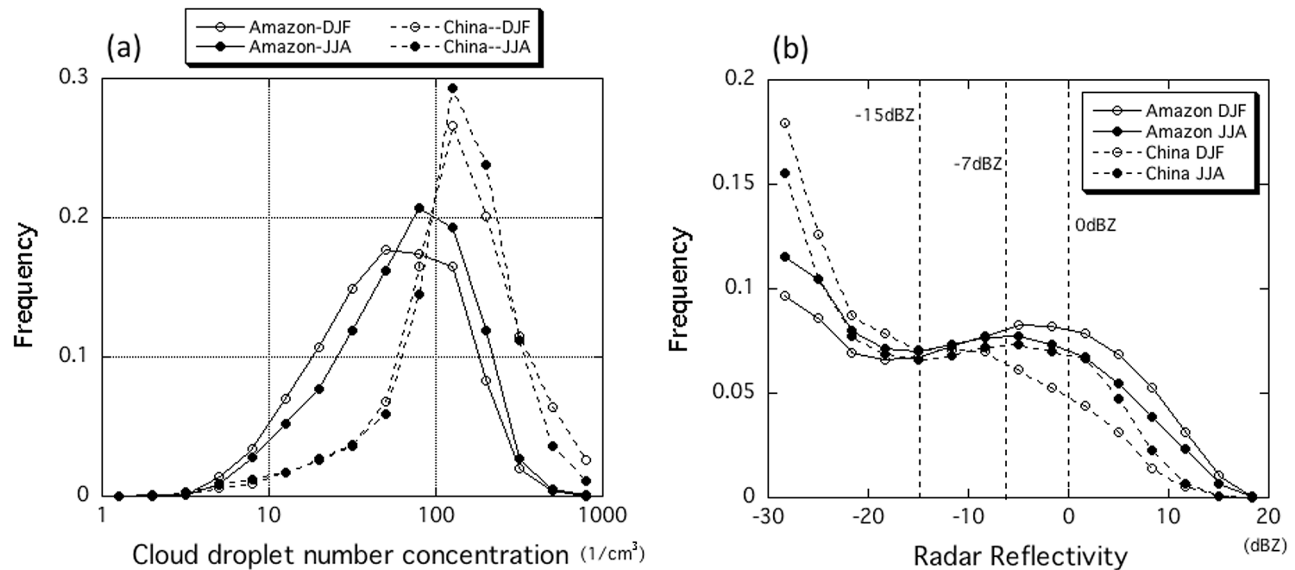 (a)
Amazon-DJF
China--DJF
Amazon-JJA
China--JJA
Frequency
0.3
0.2
0.1
0
1
10
100
1000
Cloud droplet number concentration (1/cm³)
(b)
Amazon DJF
Amazon JJA
China DJF
China JJA
-15dBZ
-7dBZ
0dBZ
Frequency
0.2
0.15
0.1
0.05
0
-30
-20
-10
0
10
20
Radar Reflectivity (dBZ)